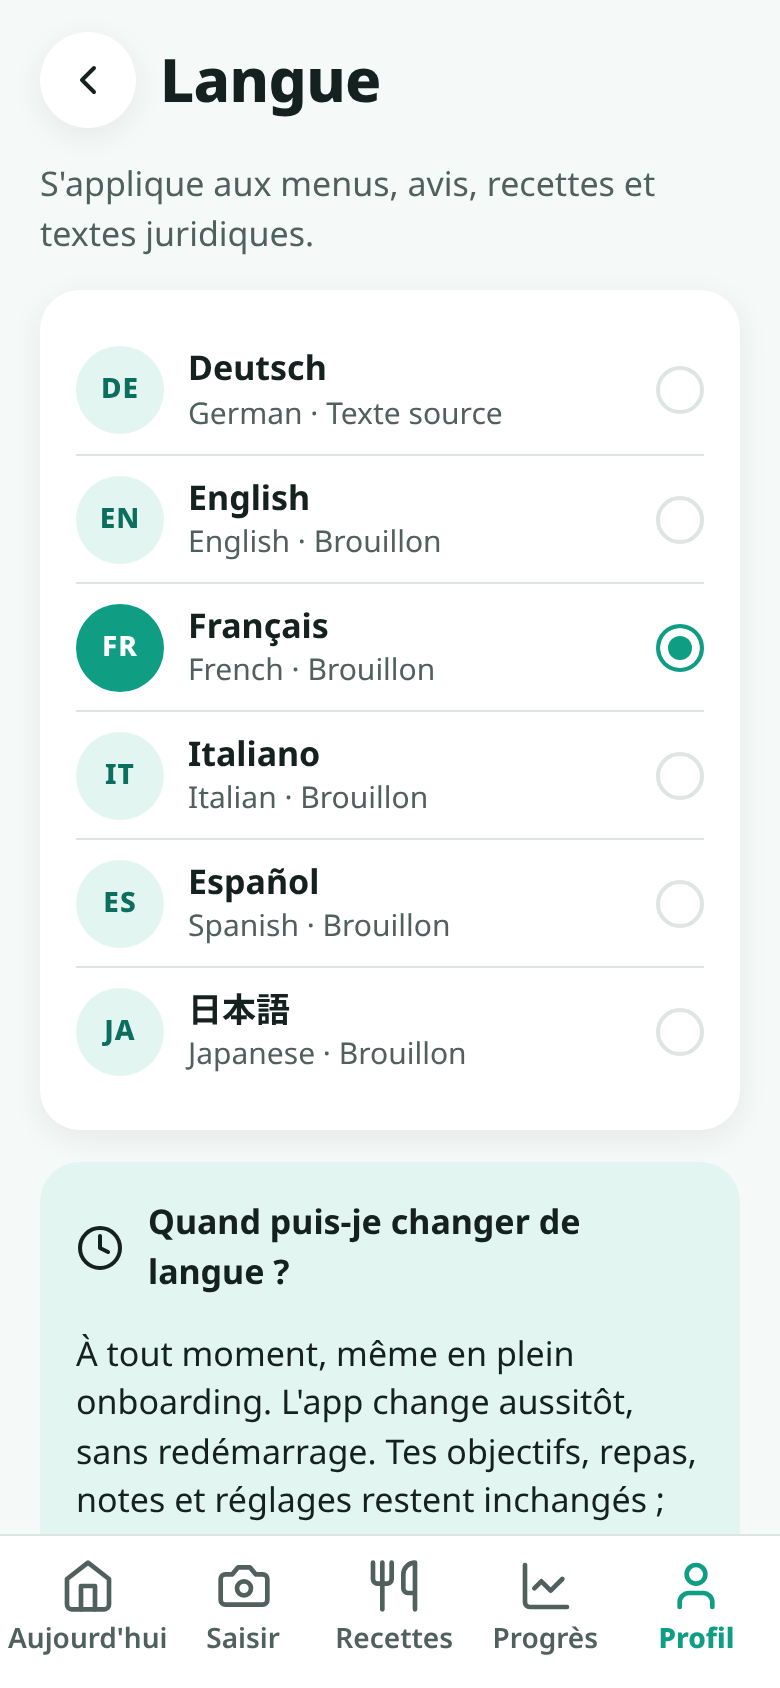 Langue
S'applique aux menus, avis, recettes et
textes juridiques.
DE
Deutsch
German · Texte source
EN
English
English · Brouillon
FR
Français
French · Brouillon
IT
Italiano
Italian · Brouillon
ES
Español
Spanish · Brouillon
JA
日本語
Japanese · Brouillon
Quand puis-je changer de
langue ?
À tout moment, même en plein
onboarding. L'app change aussitôt,
sans redémarrage. Tes objectifs, repas,
notes et réglages restent inchangés ;
Aujourd'hui
Saisir
Recettes
Progrès
Profil